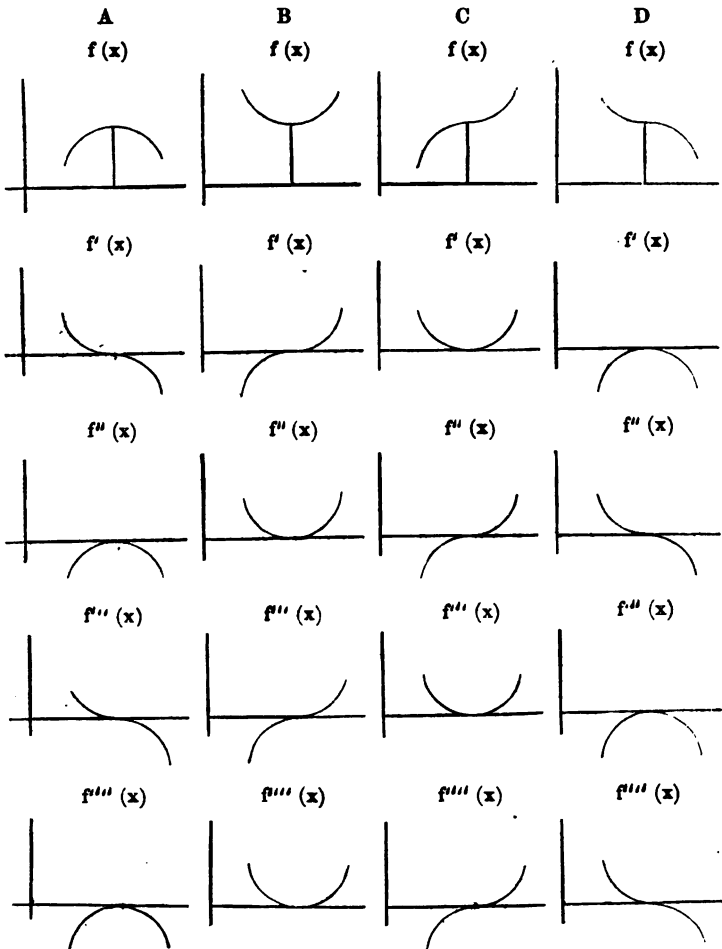 A B C D
f (x) f (x) f (x) f (x)
f' (x) f' (x) f' (x) f' (x)
f'' (x) f'' (x) f'' (x) f'' (x)
f''' (x) f''' (x) f''' (x) f''' (x)
f'''' (x) f'''' (x) f'''' (x) f'''' (x)